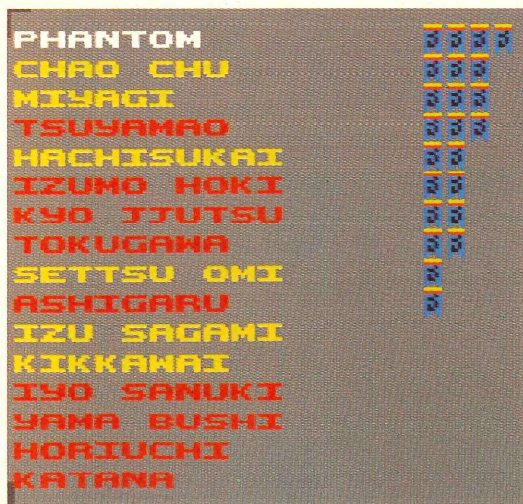 PHANTOM
CHAO CHU
MIYAGI
TSUYAMAO
HACHISUKAI
IZUMO HOKI
KYO JJUTSU
TOKUGAWA
SETTSU OMI
ASHIGARU
IZU SAGAMI
KIKKAWAI
IYO SANUKI
YAMA BUSHI
HORIUCHI
KATANA